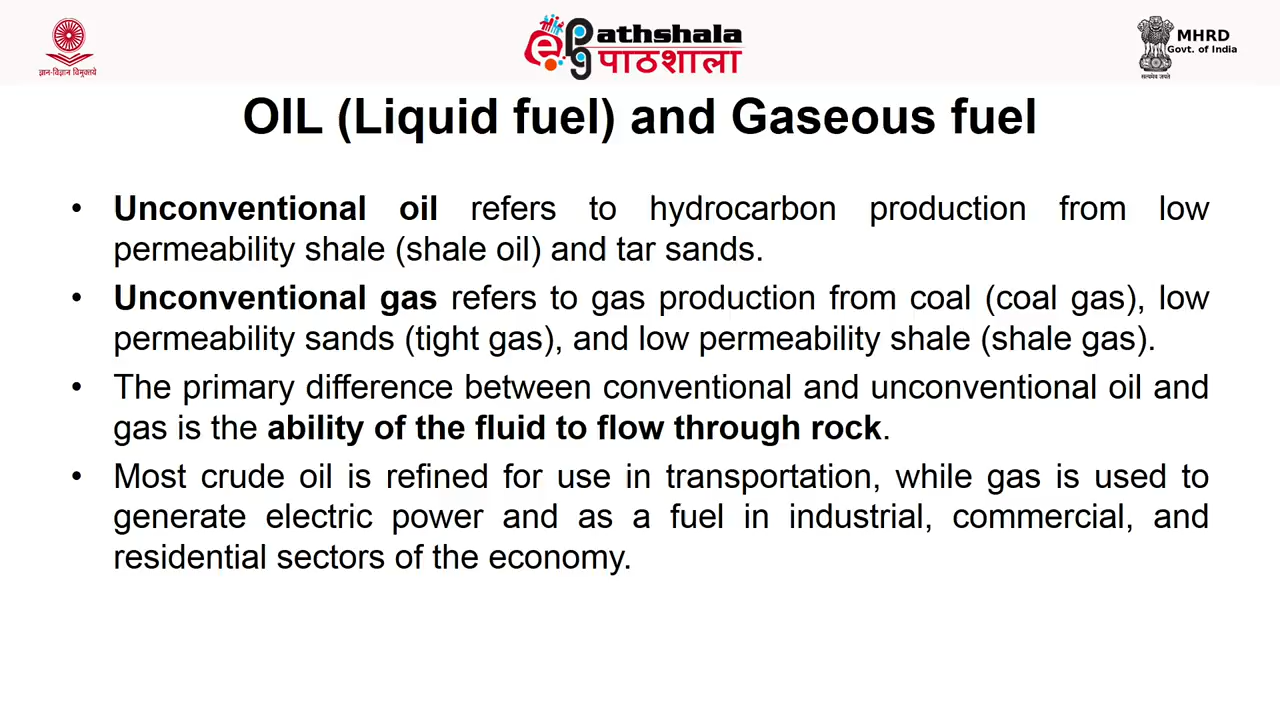 ज्ञान-विज्ञान विमुक्तये
epg Pathshala
पाठशाला
MHRD
Govt. of India
सत्यमेव जयते
OIL (Liquid fuel) and Gaseous fuel
• Unconventional oil refers to hydrocarbon production from low
permeability shale (shale oil) and tar sands.
• Unconventional gas refers to gas production from coal (coal gas), low
permeability sands (tight gas), and low permeability shale (shale gas).
• The primary difference between conventional and unconventional oil and
gas is the ability of the fluid to flow through rock.
• Most crude oil is refined for use in transportation, while gas is used to
generate electric power and as a fuel in industrial, commercial, and
residential sectors of the economy.